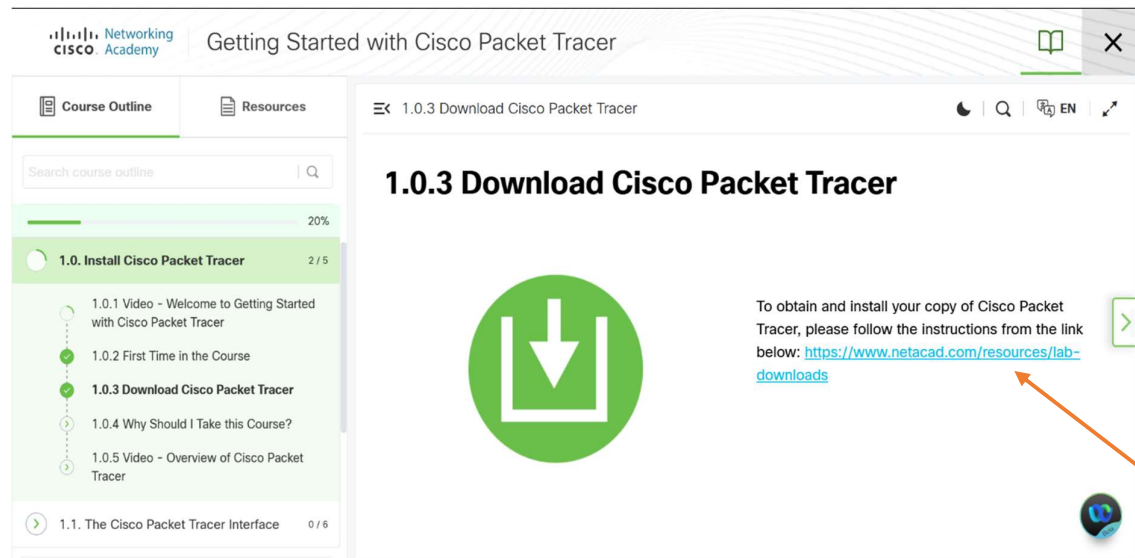 Networking
CISCO Academy
Getting Started with Cisco Packet Tracer
Course Outline
Resources
Search course outline
20%
1.0. Install Cisco Packet Tracer 2 / 5
1.0.1 Video - Welcome to Getting Started
with Cisco Packet Tracer
1.0.2 First Time in the Course
1.0.3 Download Cisco Packet Tracer
1.0.4 Why Should I Take this Course?
1.0.5 Video - Overview of Cisco Packet
Tracer
1.1. The Cisco Packet Tracer Interface 0 / 6
1.0.3 Download Cisco Packet Tracer
EN
1.0.3 Download Cisco Packet Tracer
To obtain and install your copy of Cisco Packet
Tracer, please follow the instructions from the link
below: https://www.netacad.com/resources/lab-
downloads
Beta